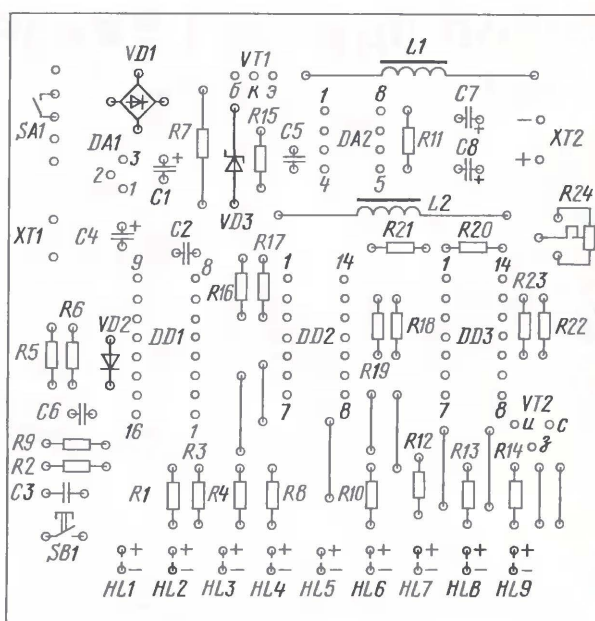 VD1 VT1 L1
б к э 1 8 C7
SA1 DA1 R7 R15 C5 DA2 R11 + XT2
3 + C8 -
2 1 C1 4 5 + +
VD3 L2 R24
XT1 C4 + C2 R17 R21 R20
9 8 R16 1 14 1 14 R23
R6
R5 VD2 DD1 DD2 R18 DD3 R22
R19
C6 7 8 7 8 VT2
16 1 и с
R9 R3 R12 з
R2 R13 R14
C3 R1 R4 R8 R10
SB1 + + + + + + + + +
- - - - - - - - -
HL1 HL2 HL3 HL4 HL5 HL6 HL7 HL8 HL9